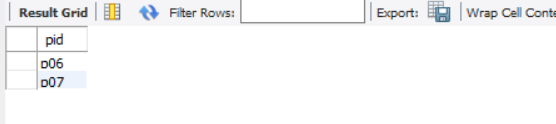 Result Grid Filter Rows: Export: Wrap Cell Conte
pid
p06
p07